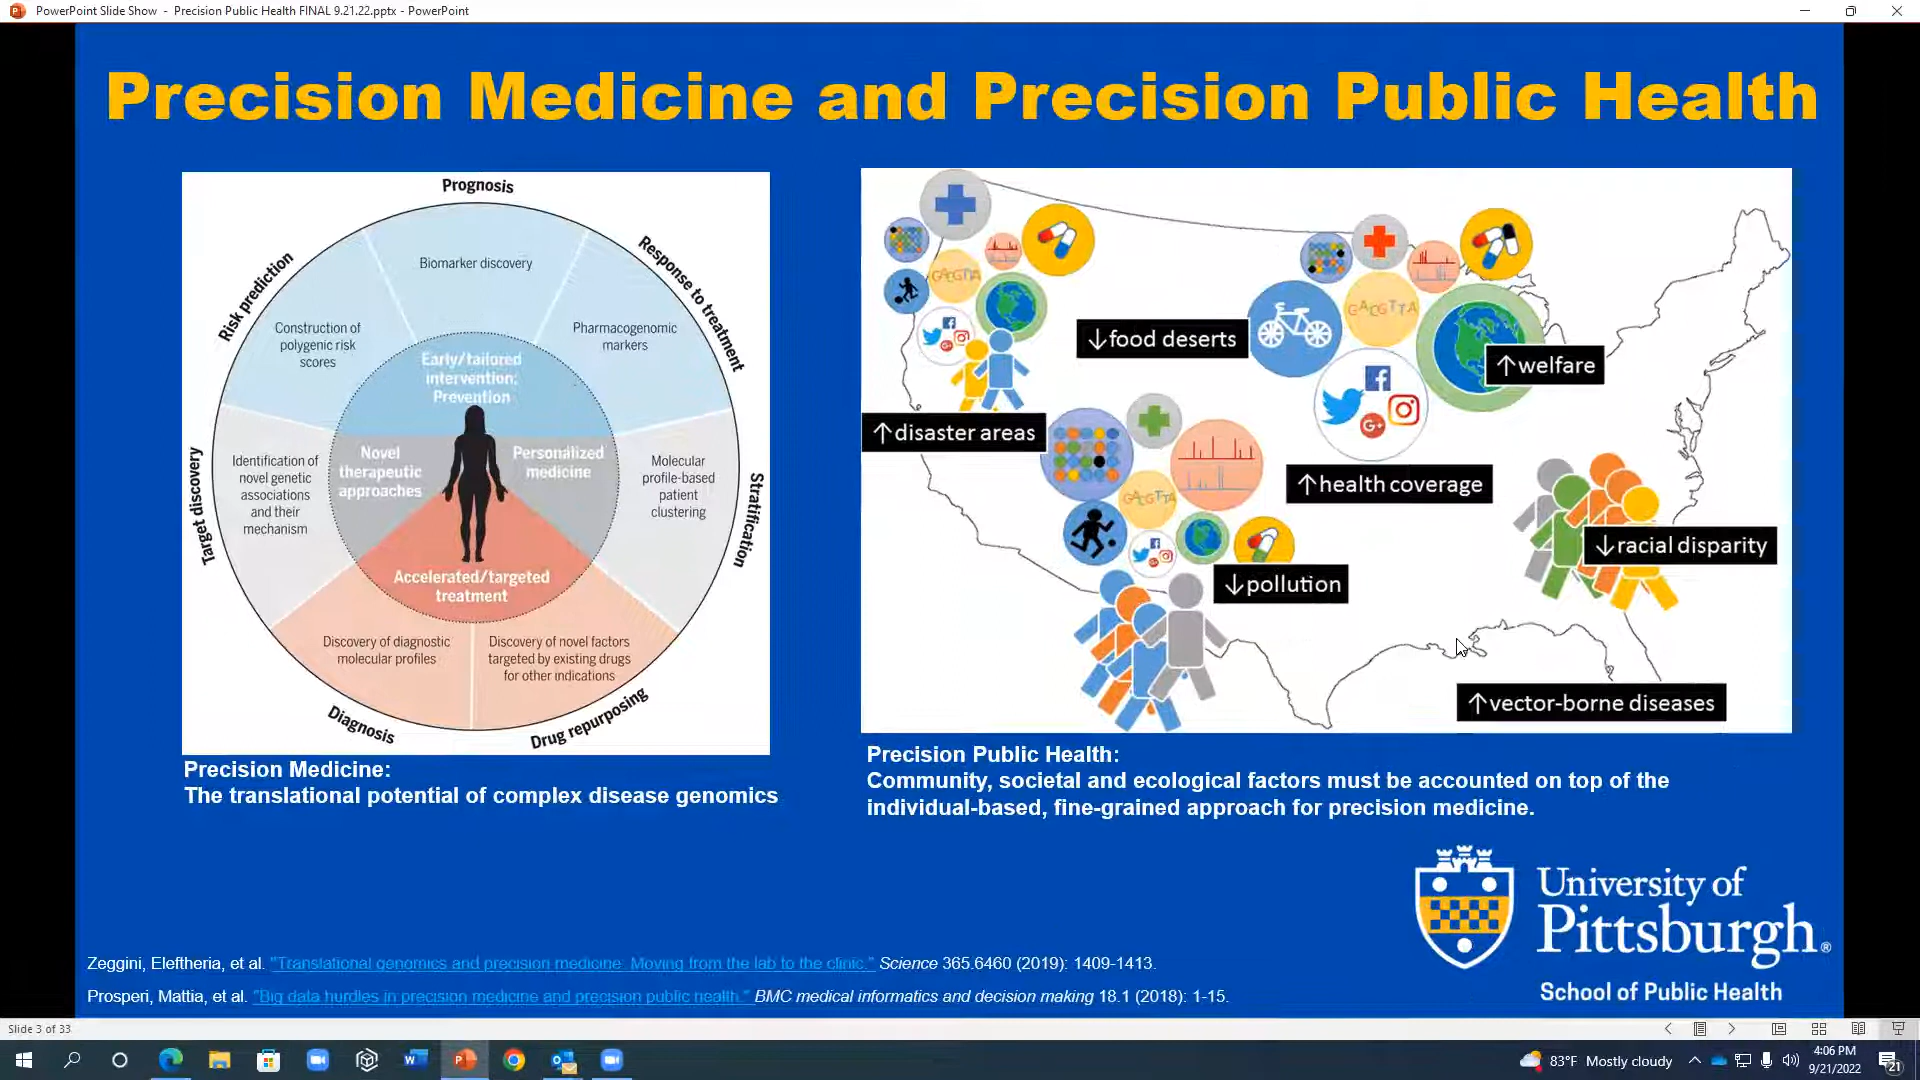 PowerPoint Slide Show - Precision Public Health FINAL 9.21.22.pptx - PowerPoint
Precision Medicine and Precision Public Health
Prognosis
Risk prediction
Response to treatment
Biomarker discovery
Construction of
polygenic risk
scores
Pharmacogenomic
markers
Early/tailored
intervention:
Prevention
Target discovery
Identification of
novel genetic
associations
and their
mechanism
Novel
therapeutic
approaches
Personalized
medicine
Molecular
profile-based
patient
clustering
Stratification
Accelerated/targeted
treatment
Discovery of diagnostic
molecular profiles
Discovery of novel factors
targeted by existing drugs
for other indications
Diagnosis
Drug repurposing
GACGTTA
GACGTTA
↓food deserts
↑welfare
↑disaster areas
↑health coverage
GACGTTA
↓racial disparity
↓pollution
↑vector-borne diseases
Precision Medicine:
The translational potential of complex disease genomics
Precision Public Health:
Community, societal and ecological factors must be accounted on top of the
individual-based, fine-grained approach for precision medicine.
University of
Pittsburgh®
School of Public Health
Zeggini, Eleftheria, et al. "Translational genomics and precision medicine: Moving from the lab to the clinic." Science 365.6460 (2019): 1409-1413.
Prosperi, Mattia, et al. "Big data hurdles in precision medicine and precision public health." BMC medical informatics and decision making 18.1 (2018): 1-15.
Slide 3 of 33
83°F Mostly cloudy
4:06 PM
9/21/2022
21